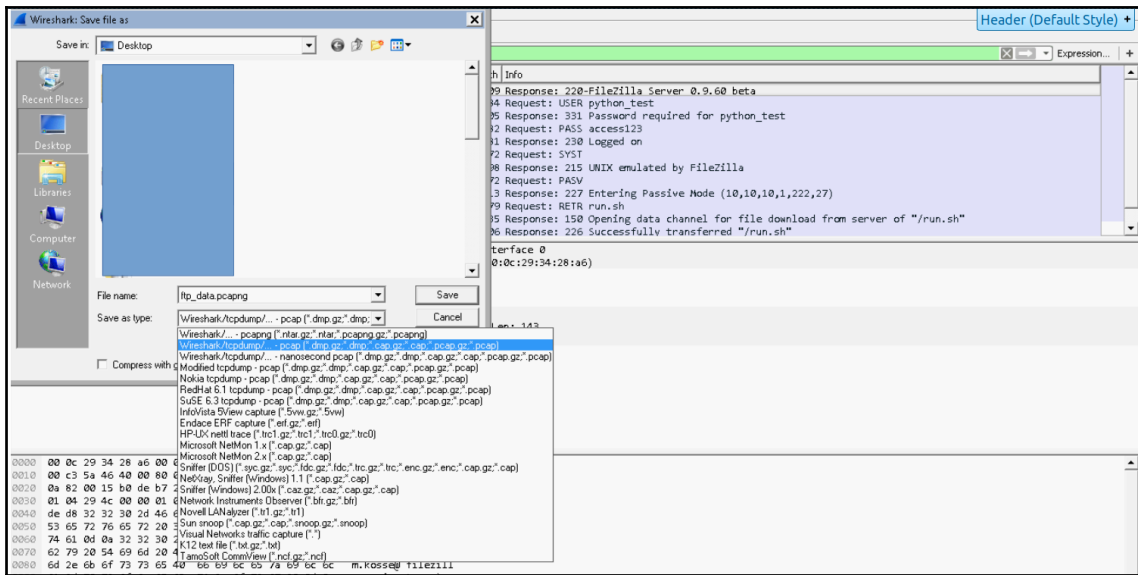 Wireshark: Save file as
Header (Default Style) +
Save in: Desktop
Expression... +
Recent Places
Desktop
Libraries
Computer
Network
Info
Response: 220-FileZilla Server 0.9.60 beta
Request: USER python_test
Response: 331 Password required for python_test
Request: PASS access123
Response: 230 Logged on
Request: SYST
Response: 215 UNIX emulated by FileZilla
Request: PASV
Response: 227 Entering Passive Mode (10,10,10,1,222,27)
Request: RETR run.sh
Response: 150 Opening data channel for file download from server of "/run.sh"
Response: 226 Successfully transferred "/run.sh"
terface 0
0:0c:29:34:28:a6)
Len: 143
File name: ftp_data.pcapng Save
Save as type: Wireshark/tcpdump/... - pcap (*.dmp.gz;*.dmp; Cancel
Compress with g
Wireshark/... - pcapng (*.ntar.gz;*.ntar;*.pcapng.gz;*.pcapng)
Wireshark/tcpdump/... - pcap (*.dmp.gz;*.dmp;*.cap.gz;*.cap;*.pcap.gz;*.pcap)
Wireshark/tcpdump/... - nanosecond pcap (*.dmp.gz;*.dmp;*.cap.gz;*.cap;*.pcap.gz;*.pcap)
Modified tcpdump - pcap (*.dmp.gz;*.dmp;*.cap.gz;*.cap;*.pcap.gz;*.pcap)
Nokia tcpdump - pcap (*.dmp.gz;*.dmp;*.cap.gz;*.cap;*.pcap.gz;*.pcap)
RedHat 6.1 tcpdump - pcap (*.dmp.gz;*.dmp;*.cap.gz;*.cap;*.pcap.gz;*.pcap)
SuSE 6.3 tcpdump - pcap (*.dmp.gz;*.dmp;*.cap.gz;*.cap;*.pcap.gz;*.pcap)
InfoVista 5View capture (*.5vw.gz;*.5vw)
Endace ERF capture (*.erf.gz;*.erf)
HP-UX nettl trace (*.trc1.gz;*.trc1;*.trc0.gz;*.trc0)
Microsoft NetMon 1.x (*.cap.gz;*.cap)
Microsoft NetMon 2.x (*.cap.gz;*.cap)
Sniffer (DOS) (*.syc.gz;*.syc;*.fdc.gz;*.fdc;*.trc.gz;*.trc;*.enc.gz;*.enc;*.cap.gz;*.cap)
NetXray, Sniffer (Windows) 1.1 (*.cap.gz;*.cap)
Sniffer (Windows) 2.00x (*.caz.gz;*.caz;*.cap.gz;*.cap)
Network Instruments Observer (*.bfr.gz;*.bfr)
Novell LANalyzer (*.tr1.gz;*.tr1)
Sun snoop (*.cap.gz;*.cap;*.snoop.gz;*.snoop)
Visual Networks traffic capture (*.*)
K12 text file (*.txt.gz;*.txt)
TamoSoft CommView (*.ncf.gz;*.ncf)
0000 00 0c 29 34 28 a6 00
0010 00 c3 5a 46 40 00 80
0020 0a 82 00 15 b0 de b7
0030 01 04 29 4c 00 00 01
0040 de d8 32 32 30 2d 46
0050 53 65 72 76 65 72 20
0060 74 61 0d 0a 32 32 30
0070 62 79 20 54 69 6d 20
0080 6d 2e 6b 6f 73 73 65 40 66 69 6c 65 7a 69 6c 6c m.kosse@ filezill